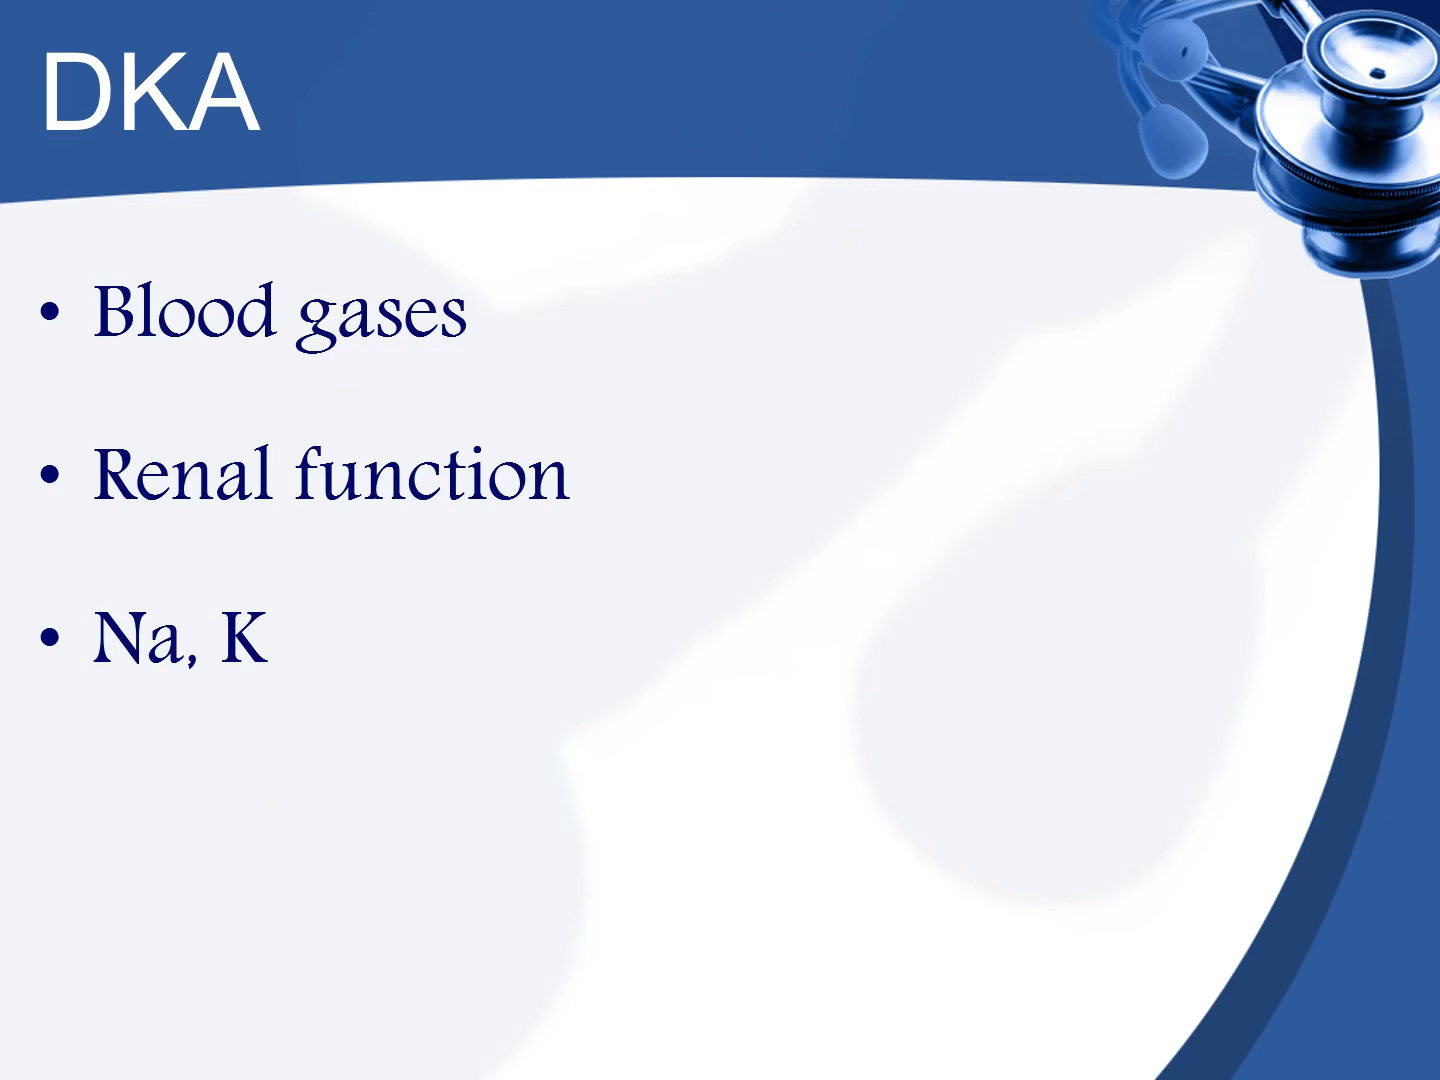 DKA
• Blood gases
• Renal function
• Na, K